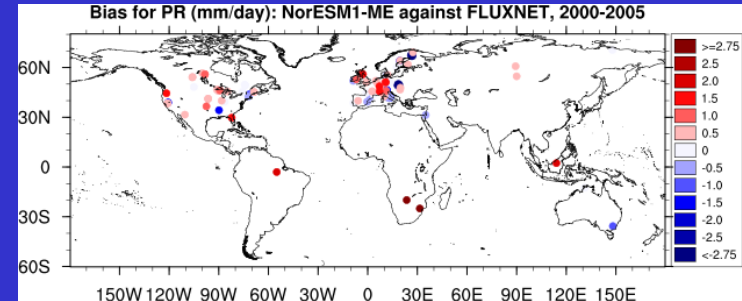 Bias for PR (mm/day): NorESM1-ME against FLUXNET, 2000-2005
60N
30N
0
30S
60S
150W 120W 90W 60W 30W 0 30E 60E 90E 120E 150E
>=2.75
2.5
2.0
1.5
1.0
0.5
0
-0.5
-1.0
-1.5
-2.0
-2.5
<-2.75